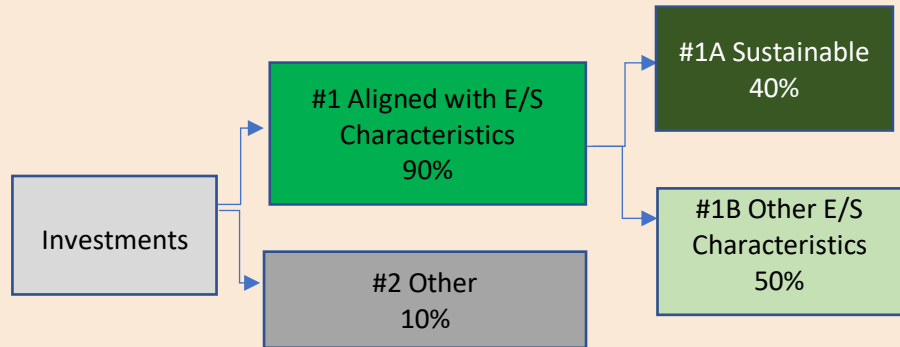 Investments
#1 Aligned with E/S
Characteristics
90%
#2 Other
10%
#1A Sustainable
40%
#1B Other E/S
Characteristics
50%